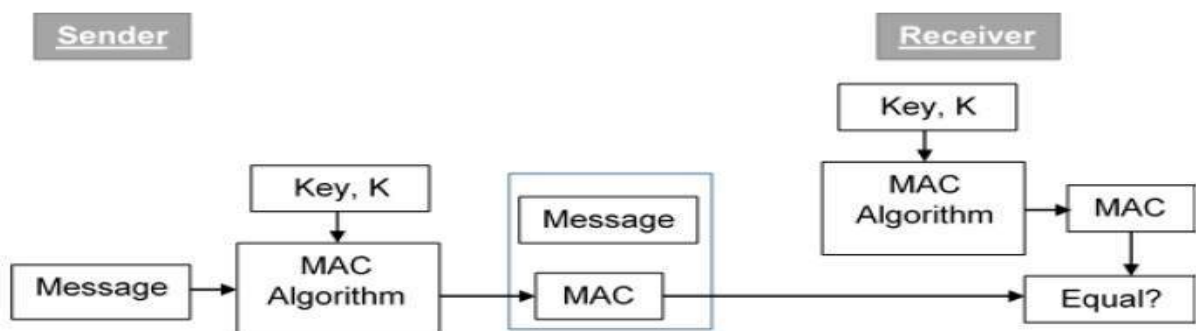 Sender
Receiver
Key, K
MAC
Algorithm
MAC
Key, K
Message
Message
MAC
Algorithm
MAC
Equal?